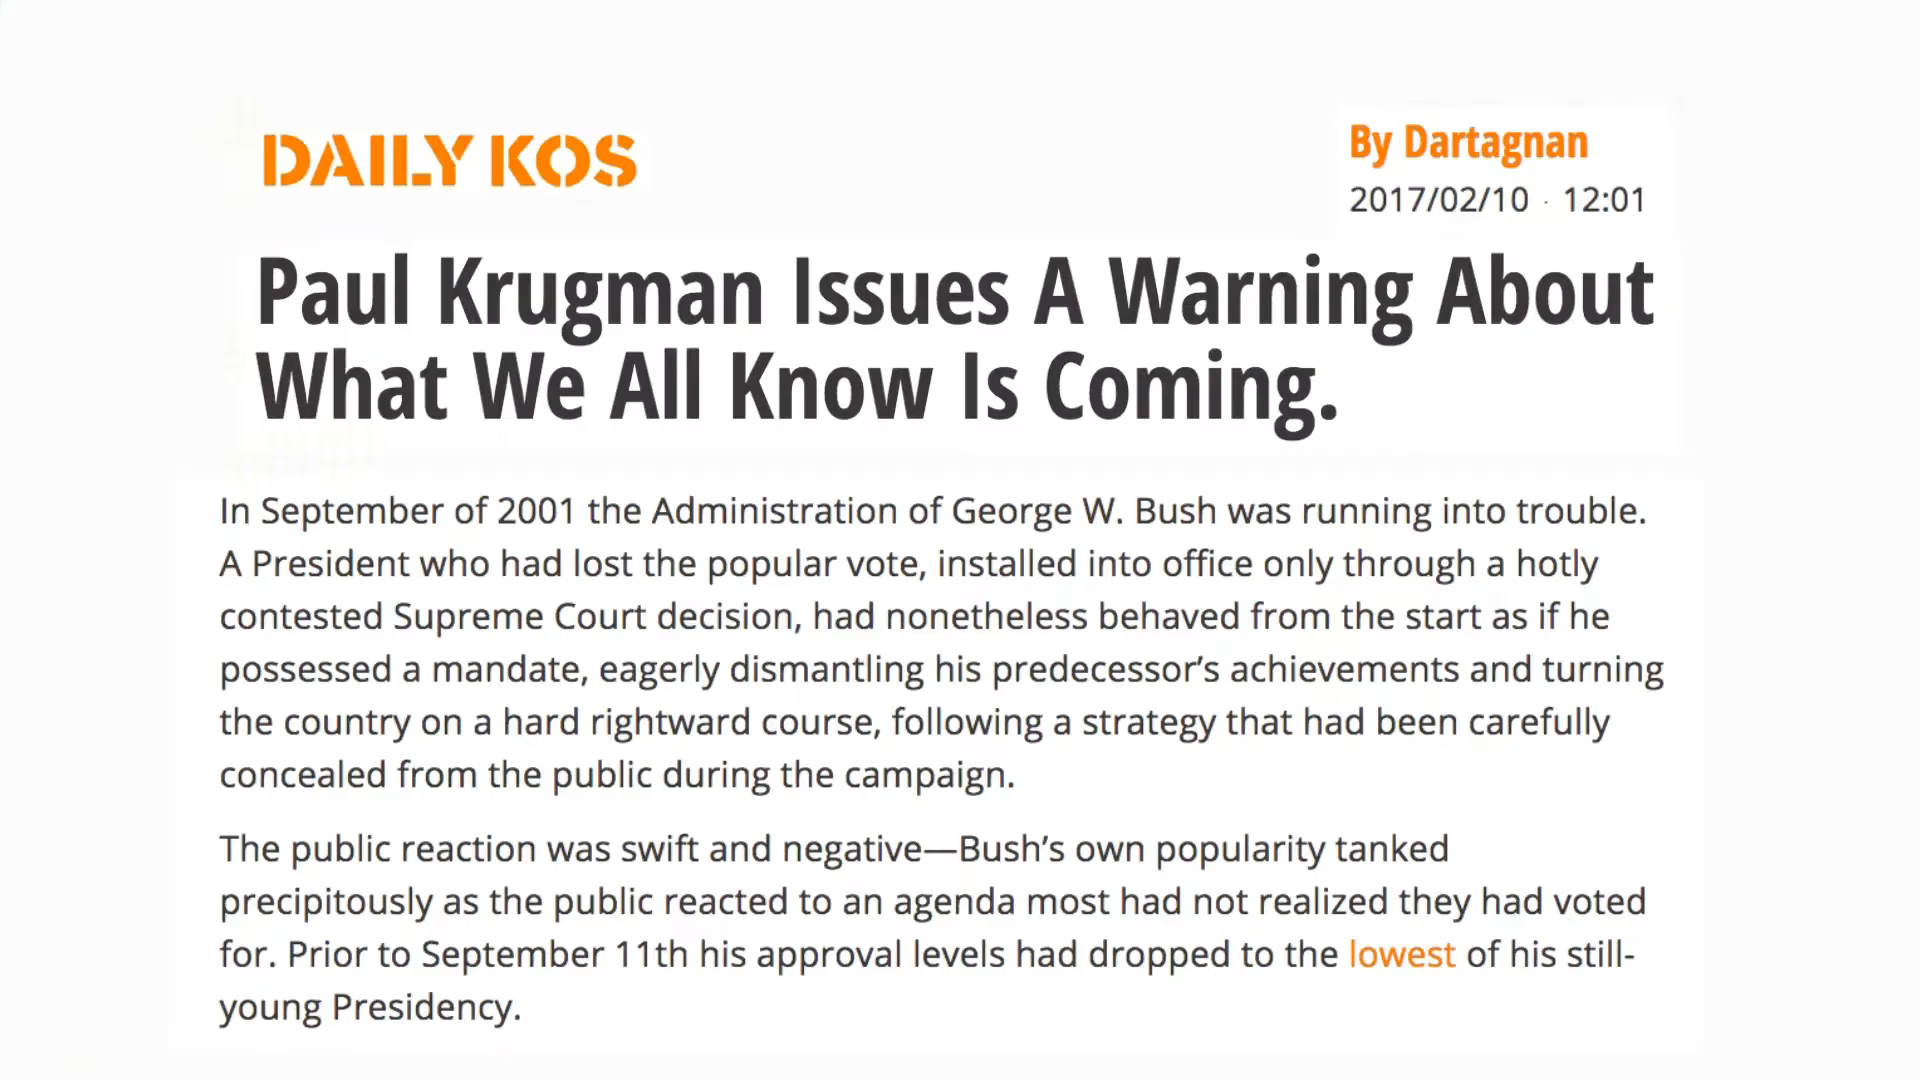 DAILY KOS
By Dartagnan
2017/02/10 · 12:01
Paul Krugman Issues A Warning About
What We All Know Is Coming.
In September of 2001 the Administration of George W. Bush was running into trouble.
A President who had lost the popular vote, installed into office only through a hotly
contested Supreme Court decision, had nonetheless behaved from the start as if he
possessed a mandate, eagerly dismantling his predecessor’s achievements and turning
the country on a hard rightward course, following a strategy that had been carefully
concealed from the public during the campaign.
The public reaction was swift and negative—Bush’s own popularity tanked
precipitously as the public reacted to an agenda most had not realized they had voted
for. Prior to September 11th his approval levels had dropped to the lowest of his still-
young Presidency.